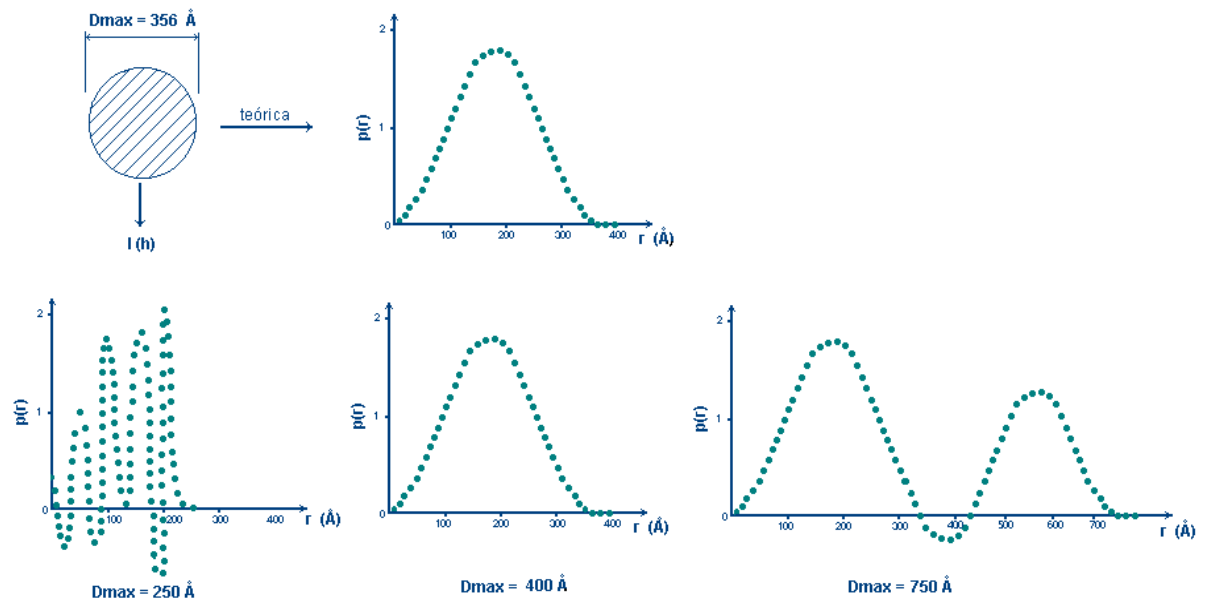 Dmax = 356 Å
teórica
I (h)
2
1
0
p(r)
100 200 300 400
r (Å)
2
1
0
p(r)
100 200 300 400
r (Å)
Dmax = 250 Å
2
1
0
p(r)
100 200 300 400
r (Å)
Dmax = 400 Å
2
1
0
p(r)
100 200 300 400 500 600 700
r (Å)
Dmax = 750 Å